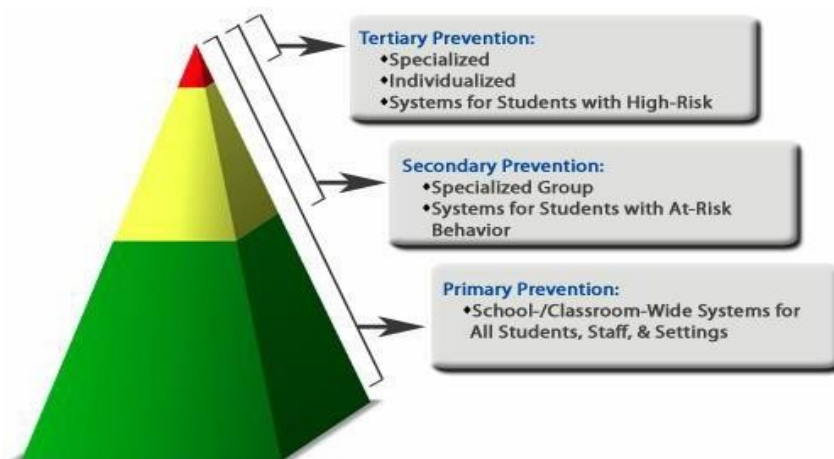 Tertiary Prevention:
◆Specialized
◆Individualized
◆Systems for Students with High-Risk
Secondary Prevention:
◆Specialized Group
◆Systems for Students with At-Risk
Behavior
Primary Prevention:
◆School-/Classroom-Wide Systems for
All Students, Staff, & Settings